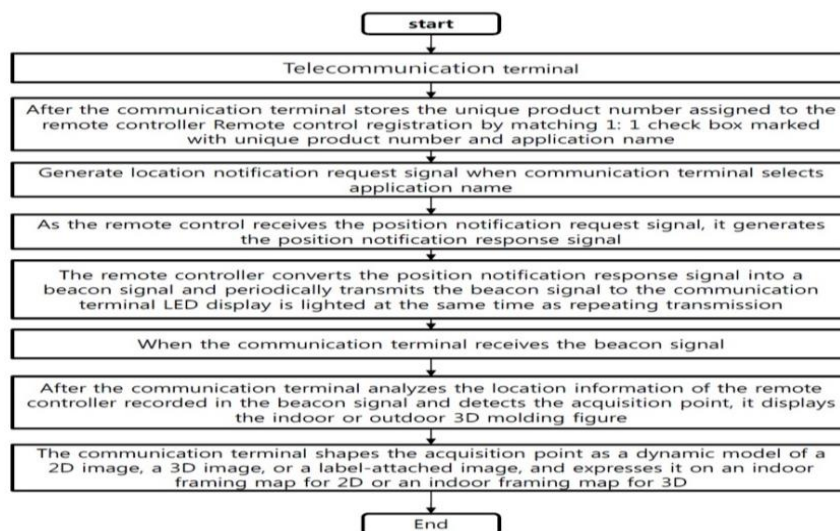 start
Telecommunication terminal
After the communication terminal stores the unique product number assigned to the
remote controller Remote control registration by matching 1: 1 check box marked
with unique product number and application name
Generate location notification request signal when communication terminal selects
application name
As the remote control receives the position notification request signal, it generates
the position notification response signal
The remote controller converts the position notification response signal into a
beacon signal and periodically transmits the beacon signal to the communication
terminal LED display is lighted at the same time as repeating transmission
When the communication terminal receives the beacon signal
After the communication terminal analyzes the location information of the remote
controller recorded in the beacon signal and detects the acquisition point, it displays
the indoor or outdoor 3D molding figure
The communication terminal shapes the acquisition point as a dynamic model of a
2D image, a 3D image, or a label-attached image, and expresses it on an indoor
framing map for 2D or an indoor framing map for 3D
End